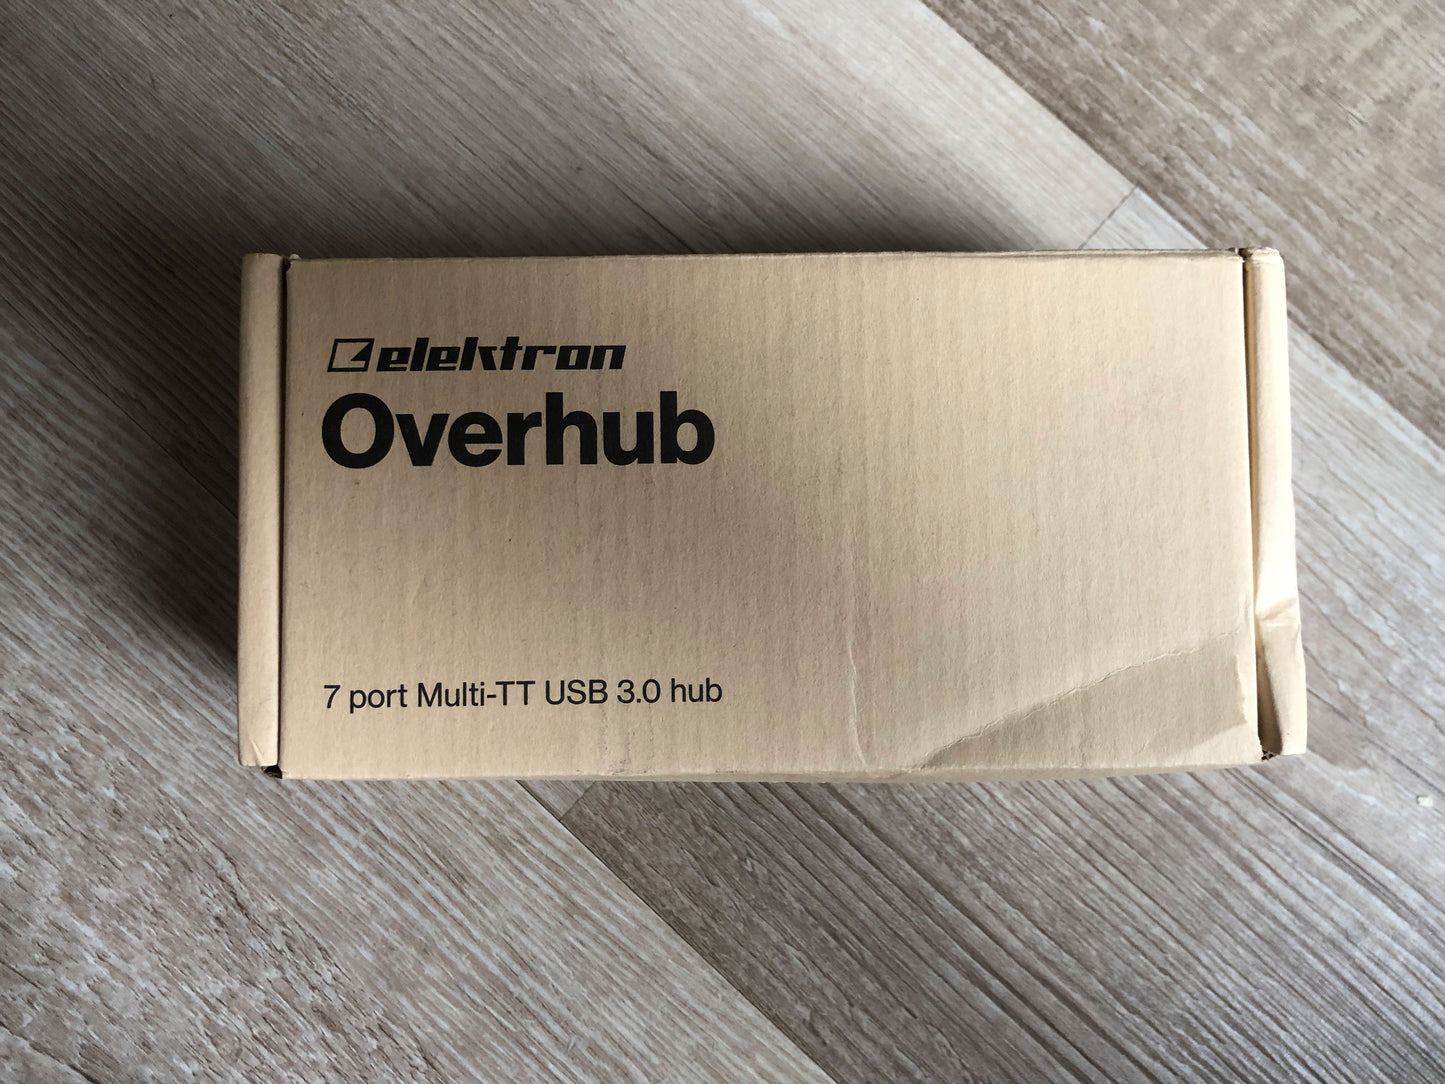 elektron
Overhub
7 port Multi-TT USB 3.0 hub